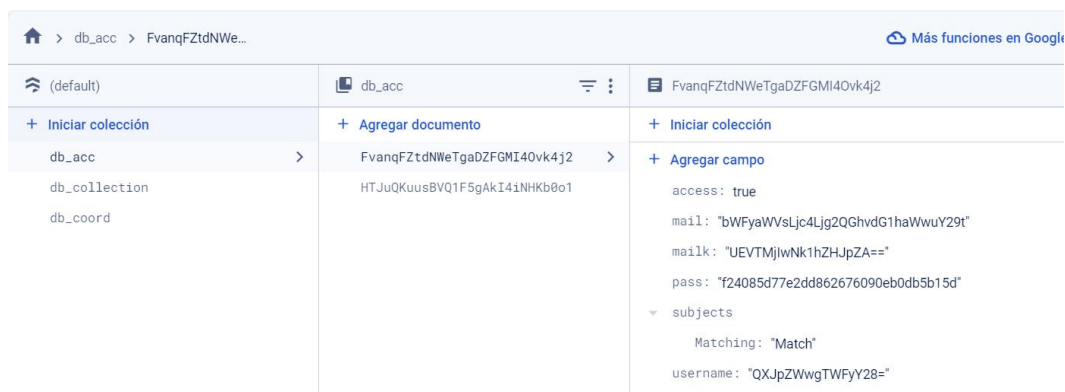 db_acc > FvanqFZtdNWe...
Más funciones en Google
(default)
+ Iniciar colección
db_acc
db_collection
db_coord
db_acc
+ Agregar documento
FvanqFZtdNWeTgaDZFGMI4Ovk4j2
HTJuQKuusBVQ1F5gAkI4iNHKb0o1
FvanqFZtdNWeTgaDZFGMI4Ovk4j2
+ Iniciar colección
+ Agregar campo
access: true
mail: "bWFyaWVsLjc4Ljg2QGhvdG1haWwuY29t"
mailk: "UEVTMjIwNk1hZHJpZA=="
pass: "f24085d77e2dd862676090eb0db5b15d"
subjects
Matching: "Match"
username: "QXJpZWwgTWFyY28="